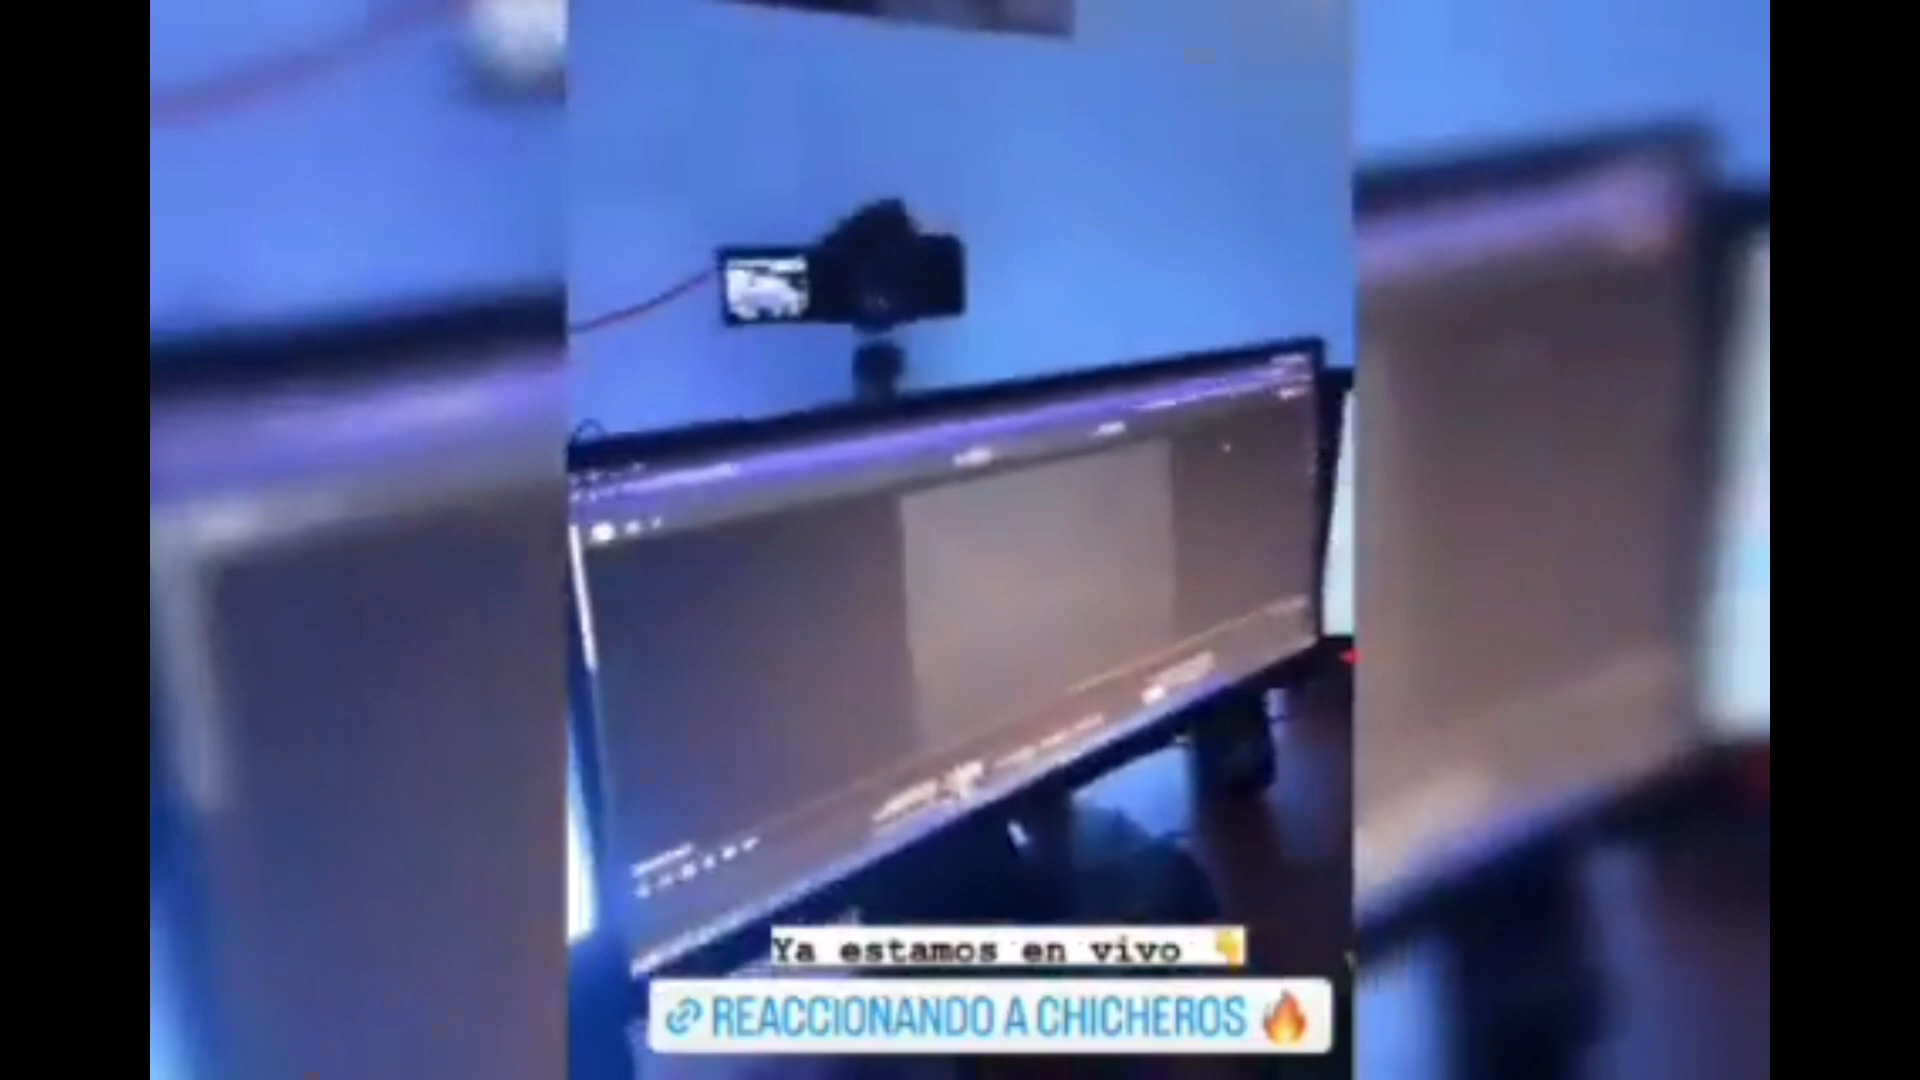 Ya estamos en vivo 👇
REACCIONANDO A CHICHEROS 🔥